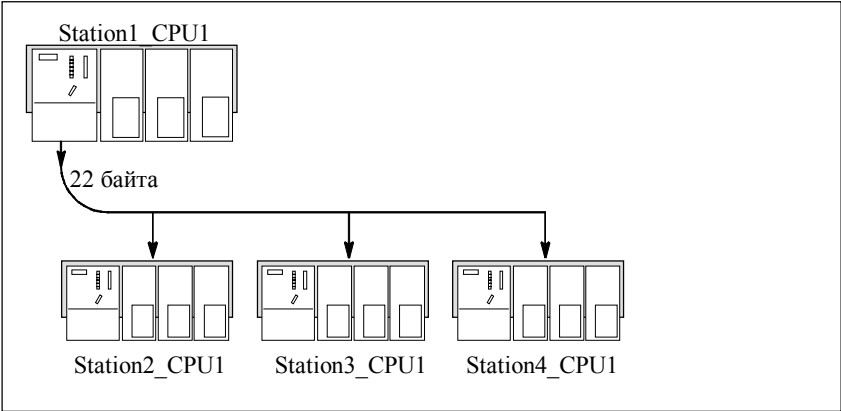 Station1_CPU1
22 байта
Station2_CPU1
Station3_CPU1
Station4_CPU1